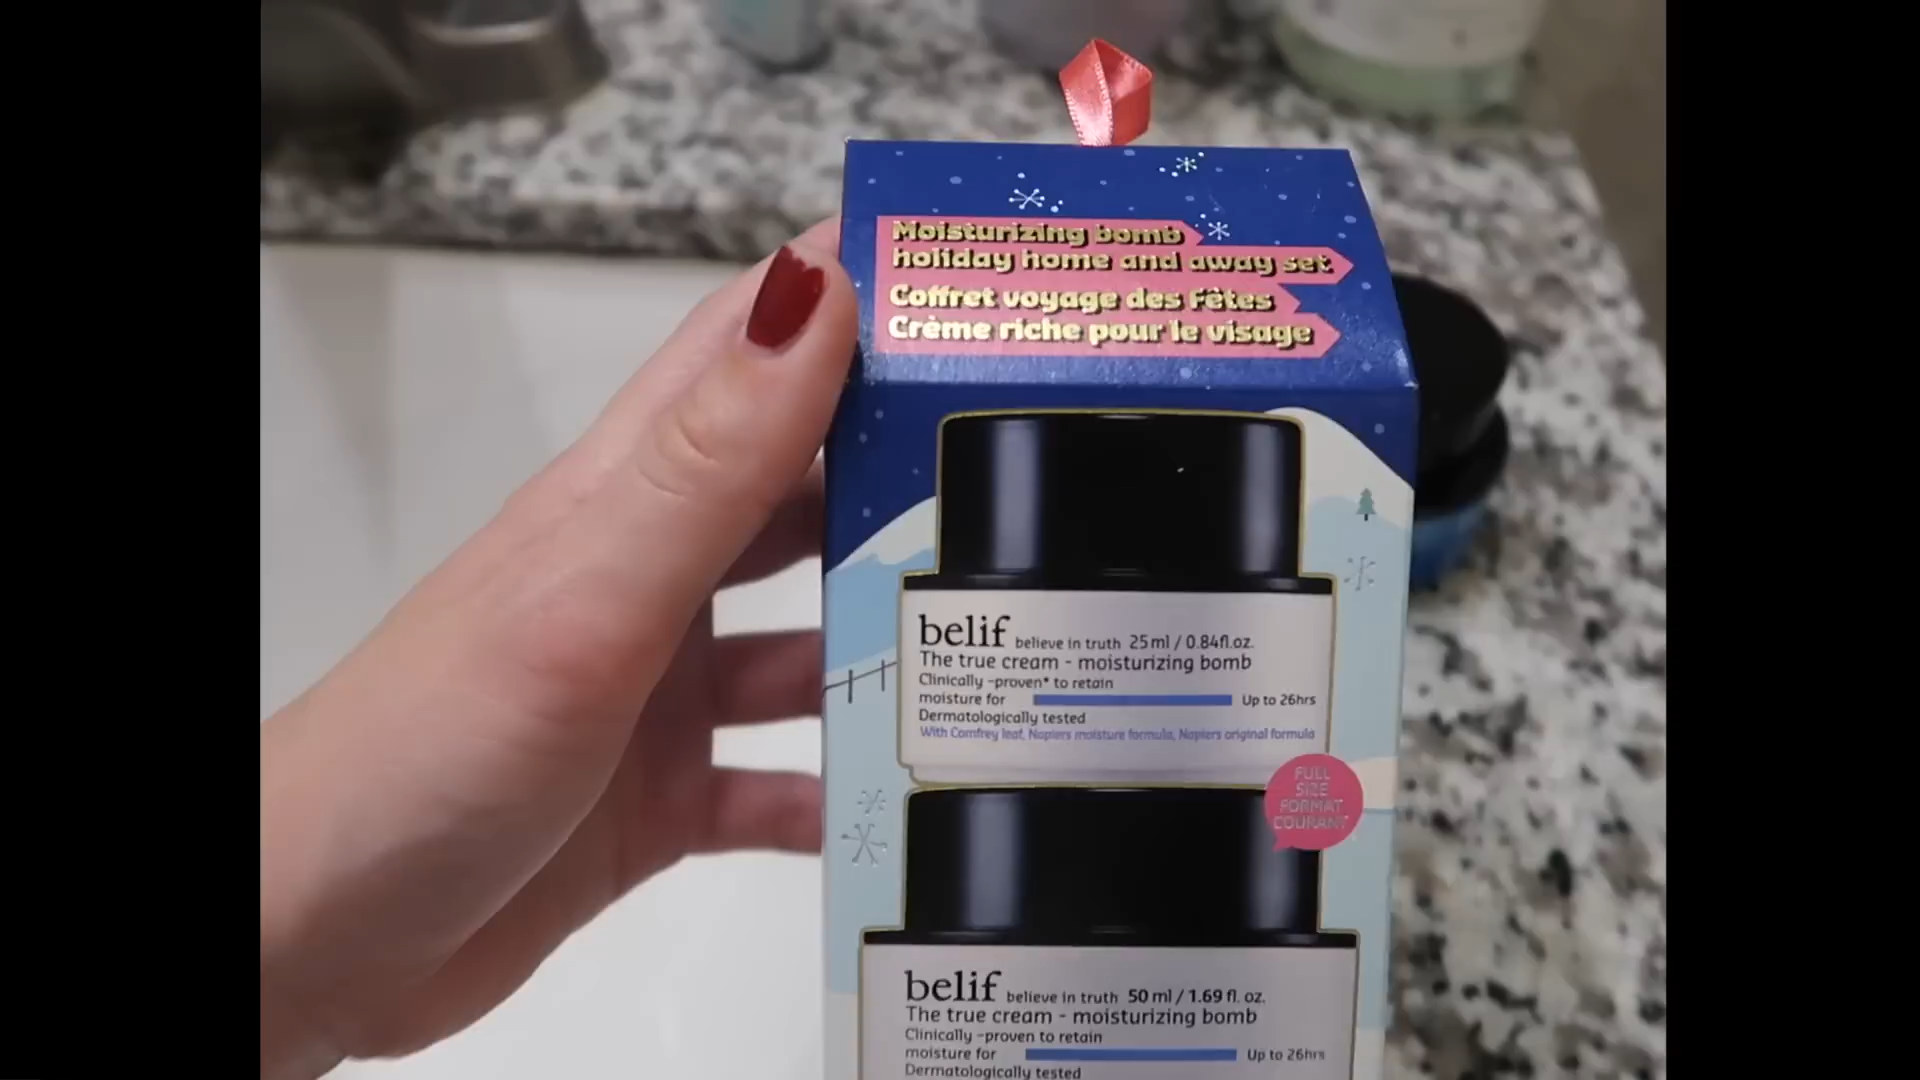 Moisturizing bomb
holiday home and away set
Coffret voyage des Fêtes
Crème riche pour le visage
belif believe in truth 25 ml / 0.84fl.oz.
The true cream - moisturizing bomb
Clinically -proven* to retain
moisture for Up to 26hrs
Dermatologically tested
With Comfrey leaf, Napiers moisture formula, Napiers original formula
FULL
SIZE
FORMAT
COURANT
belif believe in truth 50 ml / 1.69 fl. oz.
The true cream - moisturizing bomb
Clinically -proven to retain
moisture for Up to 26hrs
Dermatologically tested